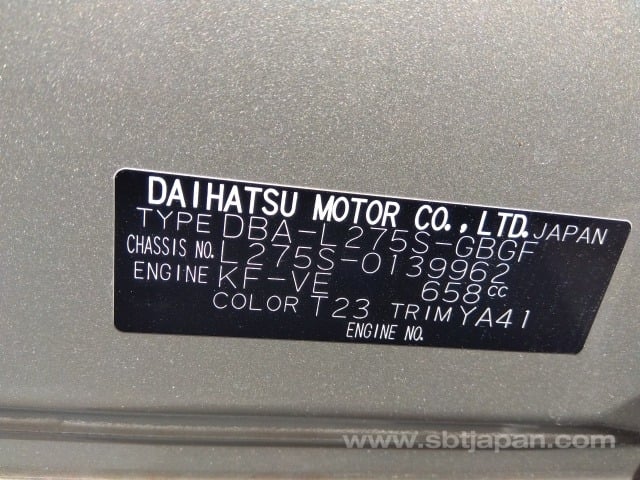 DAIHATSU MOTOR CO., LTD. JAPAN
TYPE DBA-L275S-GBGF
CHASSIS NO. L275S-0139962
ENGINE KF-VE 658cc
COLOR T23 TRIM YA41
ENGINE NO.
www.sbtjapan.com